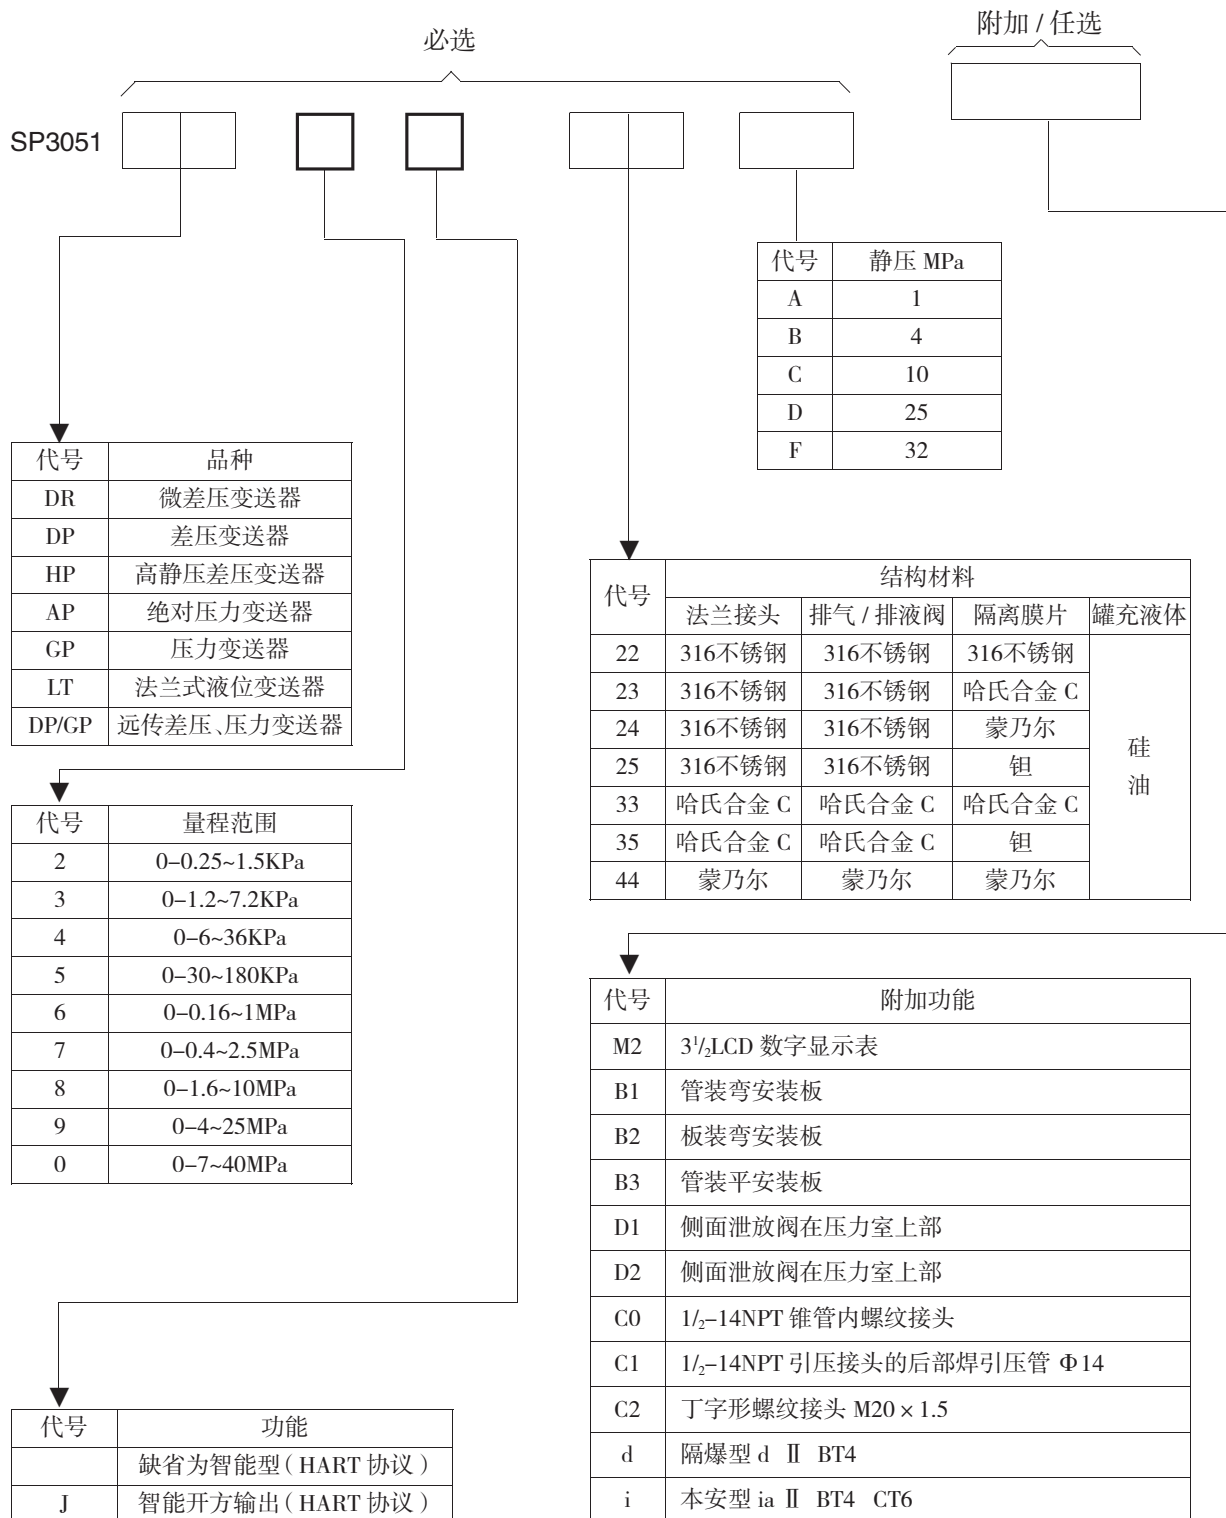 必选
附加 / 任选
SP3051
代号 静压 MPa
A 1
B 4
C 10
D 25
F 32
代号 品种
DR 微差压变送器
DP 差压变送器
HP 高静压差压变送器
AP 绝对压力变送器
GP 压力变送器
LT 法兰式液位变送器
DP/GP 远传差压、压力变送器
代号 结构材料
法兰接头 排气 / 排液阀 隔离膜片 罐充液体
22 316不锈钢 316不锈钢 316不锈钢
23 316不锈钢 316不锈钢 哈氏合金 C
24 316不锈钢 316不锈钢 蒙乃尔
25 316不锈钢 316不锈钢 钽
33 哈氏合金 C 哈氏合金 C 哈氏合金 C
35 哈氏合金 C 哈氏合金 C 钽
44 蒙乃尔 蒙乃尔 蒙乃尔
硅
油
代号 量程范围
2 0–0.25~1.5KPa
3 0–1.2~7.2KPa
4 0–6~36KPa
5 0–30~180KPa
6 0–0.16~1MPa
7 0–0.4~2.5MPa
8 0–1.6~10MPa
9 0–4~25MPa
0 0–7~40MPa
代号 附加功能
M2 3¹/₂LCD 数字显示表
B1 管装弯安装板
B2 板装弯安装板
B3 管装平安装板
D1 侧面泄放阀在压力室上部
D2 侧面泄放阀在压力室上部
C0 1/₂–14NPT 锥管内螺纹接头
C1 1/₂–14NPT 引压接头的后部焊引压管 Φ14
C2 丁字形螺纹接头 M20 × 1.5
d 隔爆型 d Ⅱ BT4
i 本安型 ia Ⅱ BT4 CT6
代号 功能
缺省为智能型（HART 协议）
J 智能开方输出（HART 协议）